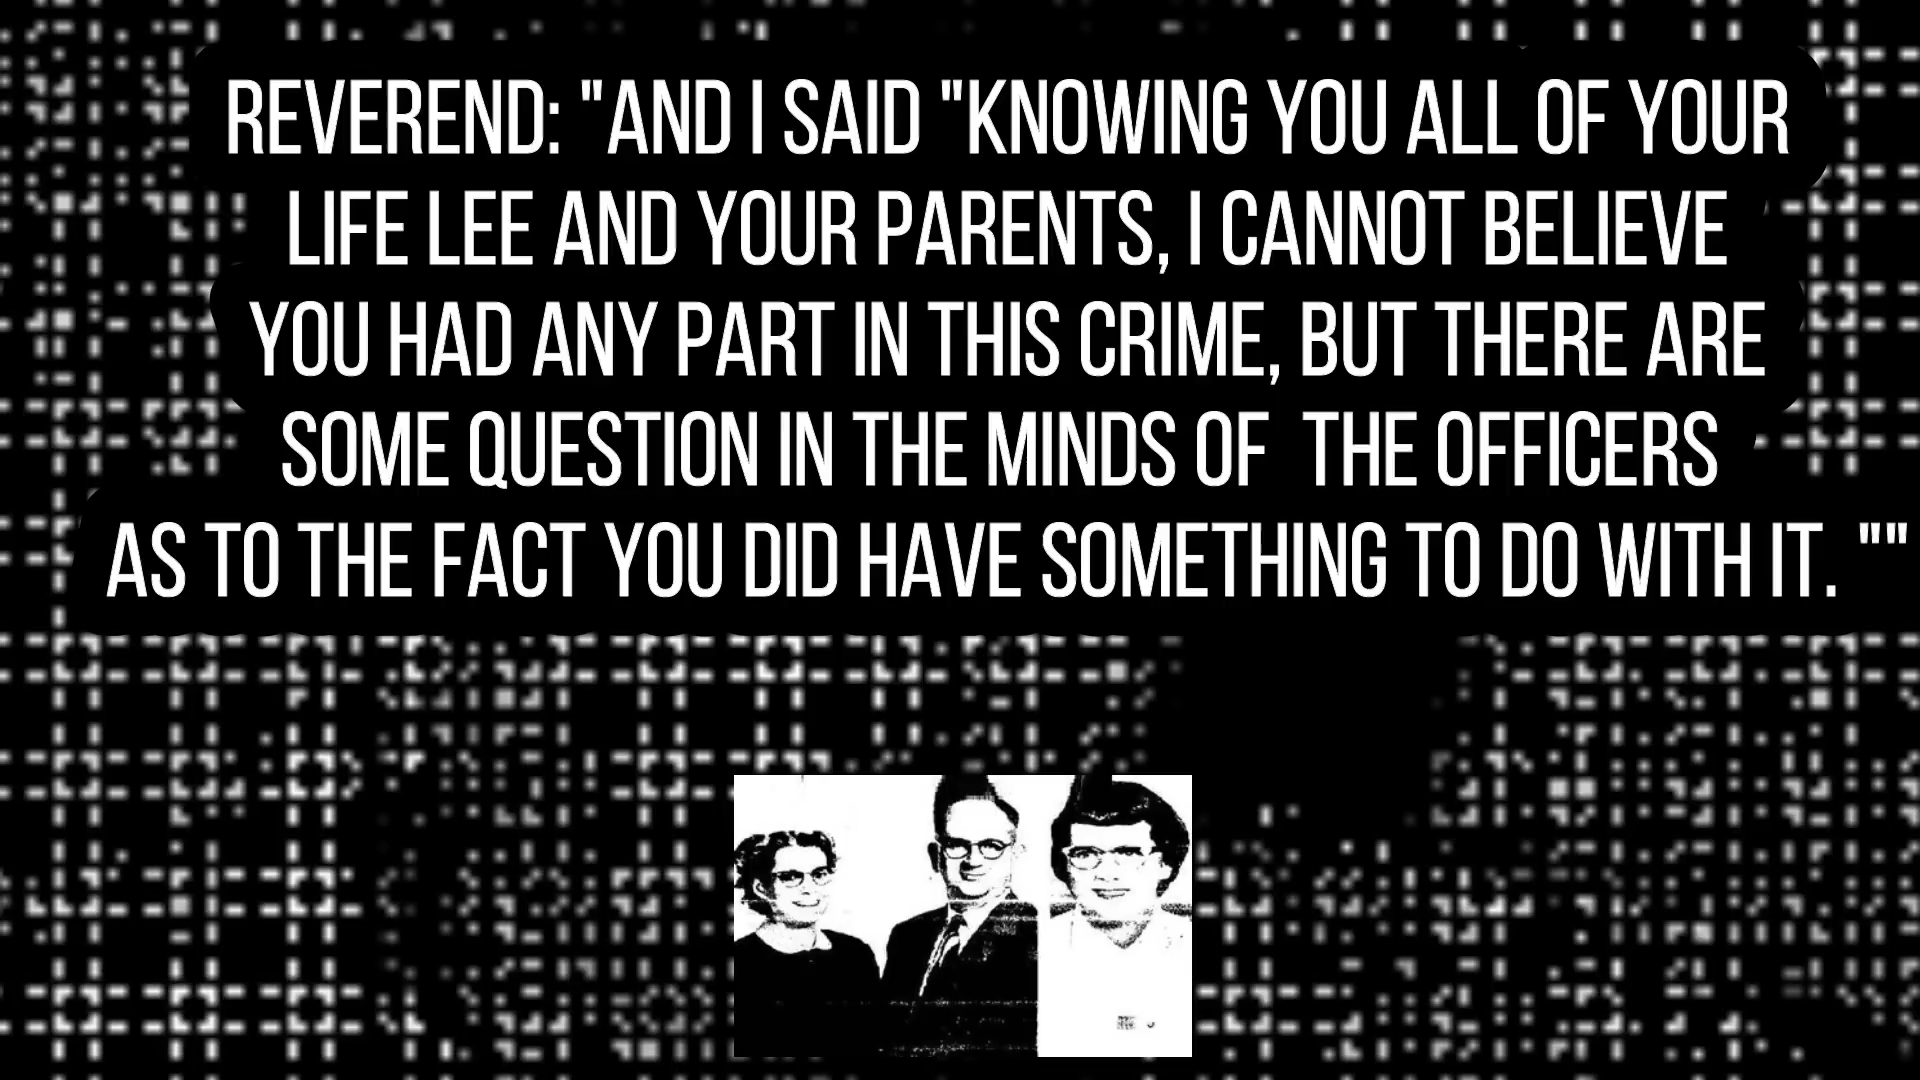 REVEREND: "AND I SAID "KNOWING YOU ALL OF YOUR
LIFE LEE AND YOUR PARENTS, I CANNOT BELIEVE
YOU HAD ANY PART IN THIS CRIME, BUT THERE ARE
SOME QUESTION IN THE MINDS OF  THE OFFICERS
AS TO THE FACT YOU DID HAVE SOMETHING TO DO WITH IT. ""